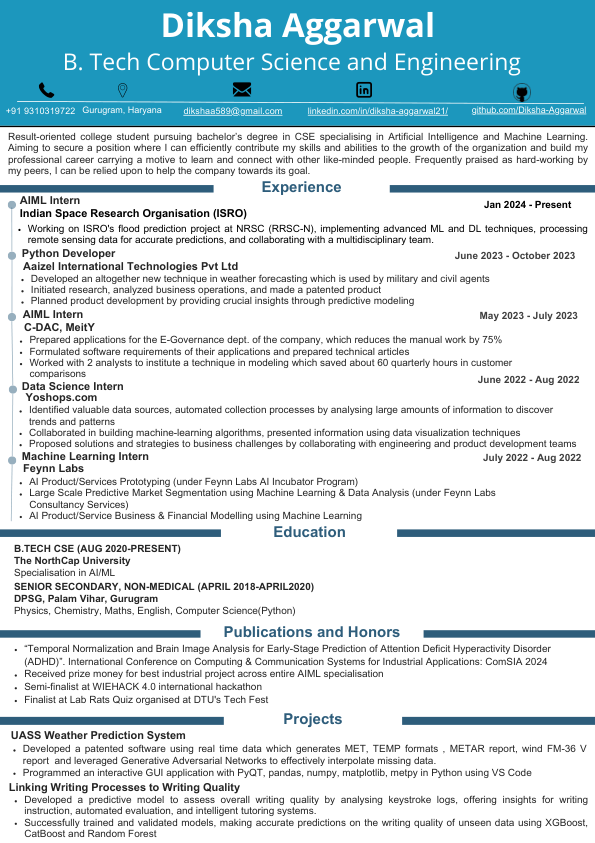 Diksha Aggarwal
B. Tech Computer Science and Engineering
+91 9310319722 Gurugram, Haryana dikshaa589@gmail.com linkedin.com/in/diksha-aggarwal21/ github.com/Diksha-Aggarwal
Result-oriented college student pursuing bachelor's degree in CSE specialising in Artificial Intelligence and Machine Learning.
Aiming to secure a position where I can efficiently contribute my skills and abilities to the growth of the organization and build my
professional career carrying a motive to learn and connect with other like-minded people. Frequently praised as hard-working by
my peers, I can be relied upon to help the company towards its goal.
Experience
AIML Intern Jan 2024 - Present
Indian Space Research Organisation (ISRO)
• Working on ISRO's flood prediction project at NRSC (RRSC-N), implementing advanced ML and DL techniques, processing
remote sensing data for accurate predictions, and collaborating with a multidisciplinary team.
Python Developer June 2023 - October 2023
Aaizel International Technologies Pvt Ltd
• Developed an altogether new technique in weather forecasting which is used by military and civil agents
• Initiated research, analyzed business operations, and made a patented product
• Planned product development by providing crucial insights through predictive modelling
AIML Intern May 2023 - July 2023
C-DAC, MeitY
• Prepared applications for the E-Governance dept. of the company, which reduces the manual work by 75%
• Formulated software requirements of their applications and prepared technical articles
• Worked with 2 analysts to institute a technique in modeling which saved about 60 quarterly hours in customer
comparisons
Data Science Intern June 2022 - Aug 2022
Yoshops.com
• Identified valuable data sources, automated collection processes by analysing large amounts of information to discover
trends and patterns
• Collaborated in building machine-learning algorithms, presented information using data visualization techniques
• Proposed solutions and strategies to business challenges by collaborating with engineering and product development teams
Machine Learning Intern July 2022 - Aug 2022
Feynn Labs
• AI Product/Services Prototyping (under Feynn Labs AI Incubator Program)
• Large Scale Predictive Market Segmentation using Machine Learning & Data Analysis (under Feynn Labs
Consultancy Services)
• AI Product/Service Business & Financial Modelling using Machine Learning
Education
B.TECH CSE (AUG 2020-PRESENT)
The NorthCap University
Specialisation in AI/ML
SENIOR SECONDARY, NON-MEDICAL (APRIL 2018-APRIL2020)
DPSG, Palam Vihar, Gurugram
Physics, Chemistry, Maths, English, Computer Science(Python)
Publications and Honors
• “Temporal Normalization and Brain Image Analysis for Early-Stage Prediction of Attention Deficit Hyperactivity Disorder
(ADHD)”. International Conference on Computing & Communication Systems for Industrial Applications: ComSIA 2024
• Received prize money for best industrial project across entire AIML specialisation
• Semi-finalist at WIEHACK 4.0 international hackathon
• Finalist at Lab Rats Quiz organised at DTU's Tech Fest
Projects
UASS Weather Prediction System
• Developed a patented software using real time data which generates MET, TEMP formats , METAR report, wind FM-36 V
report and leveraged Generative Adversarial Networks to effectively interpolate missing data.
• Programmed an interactive GUI application with PyQT, pandas, numpy, matplotlib, metpy in Python using VS Code
Linking Writing Processes to Writing Quality
• Developed a predictive model to assess overall writing quality by analysing keystroke logs, offering insights for writing
instruction, automated evaluation, and intelligent tutoring systems.
• Successfully trained and validated models, making accurate predictions on the writing quality of unseen data using XGBoost,
CatBoost and Random Forest